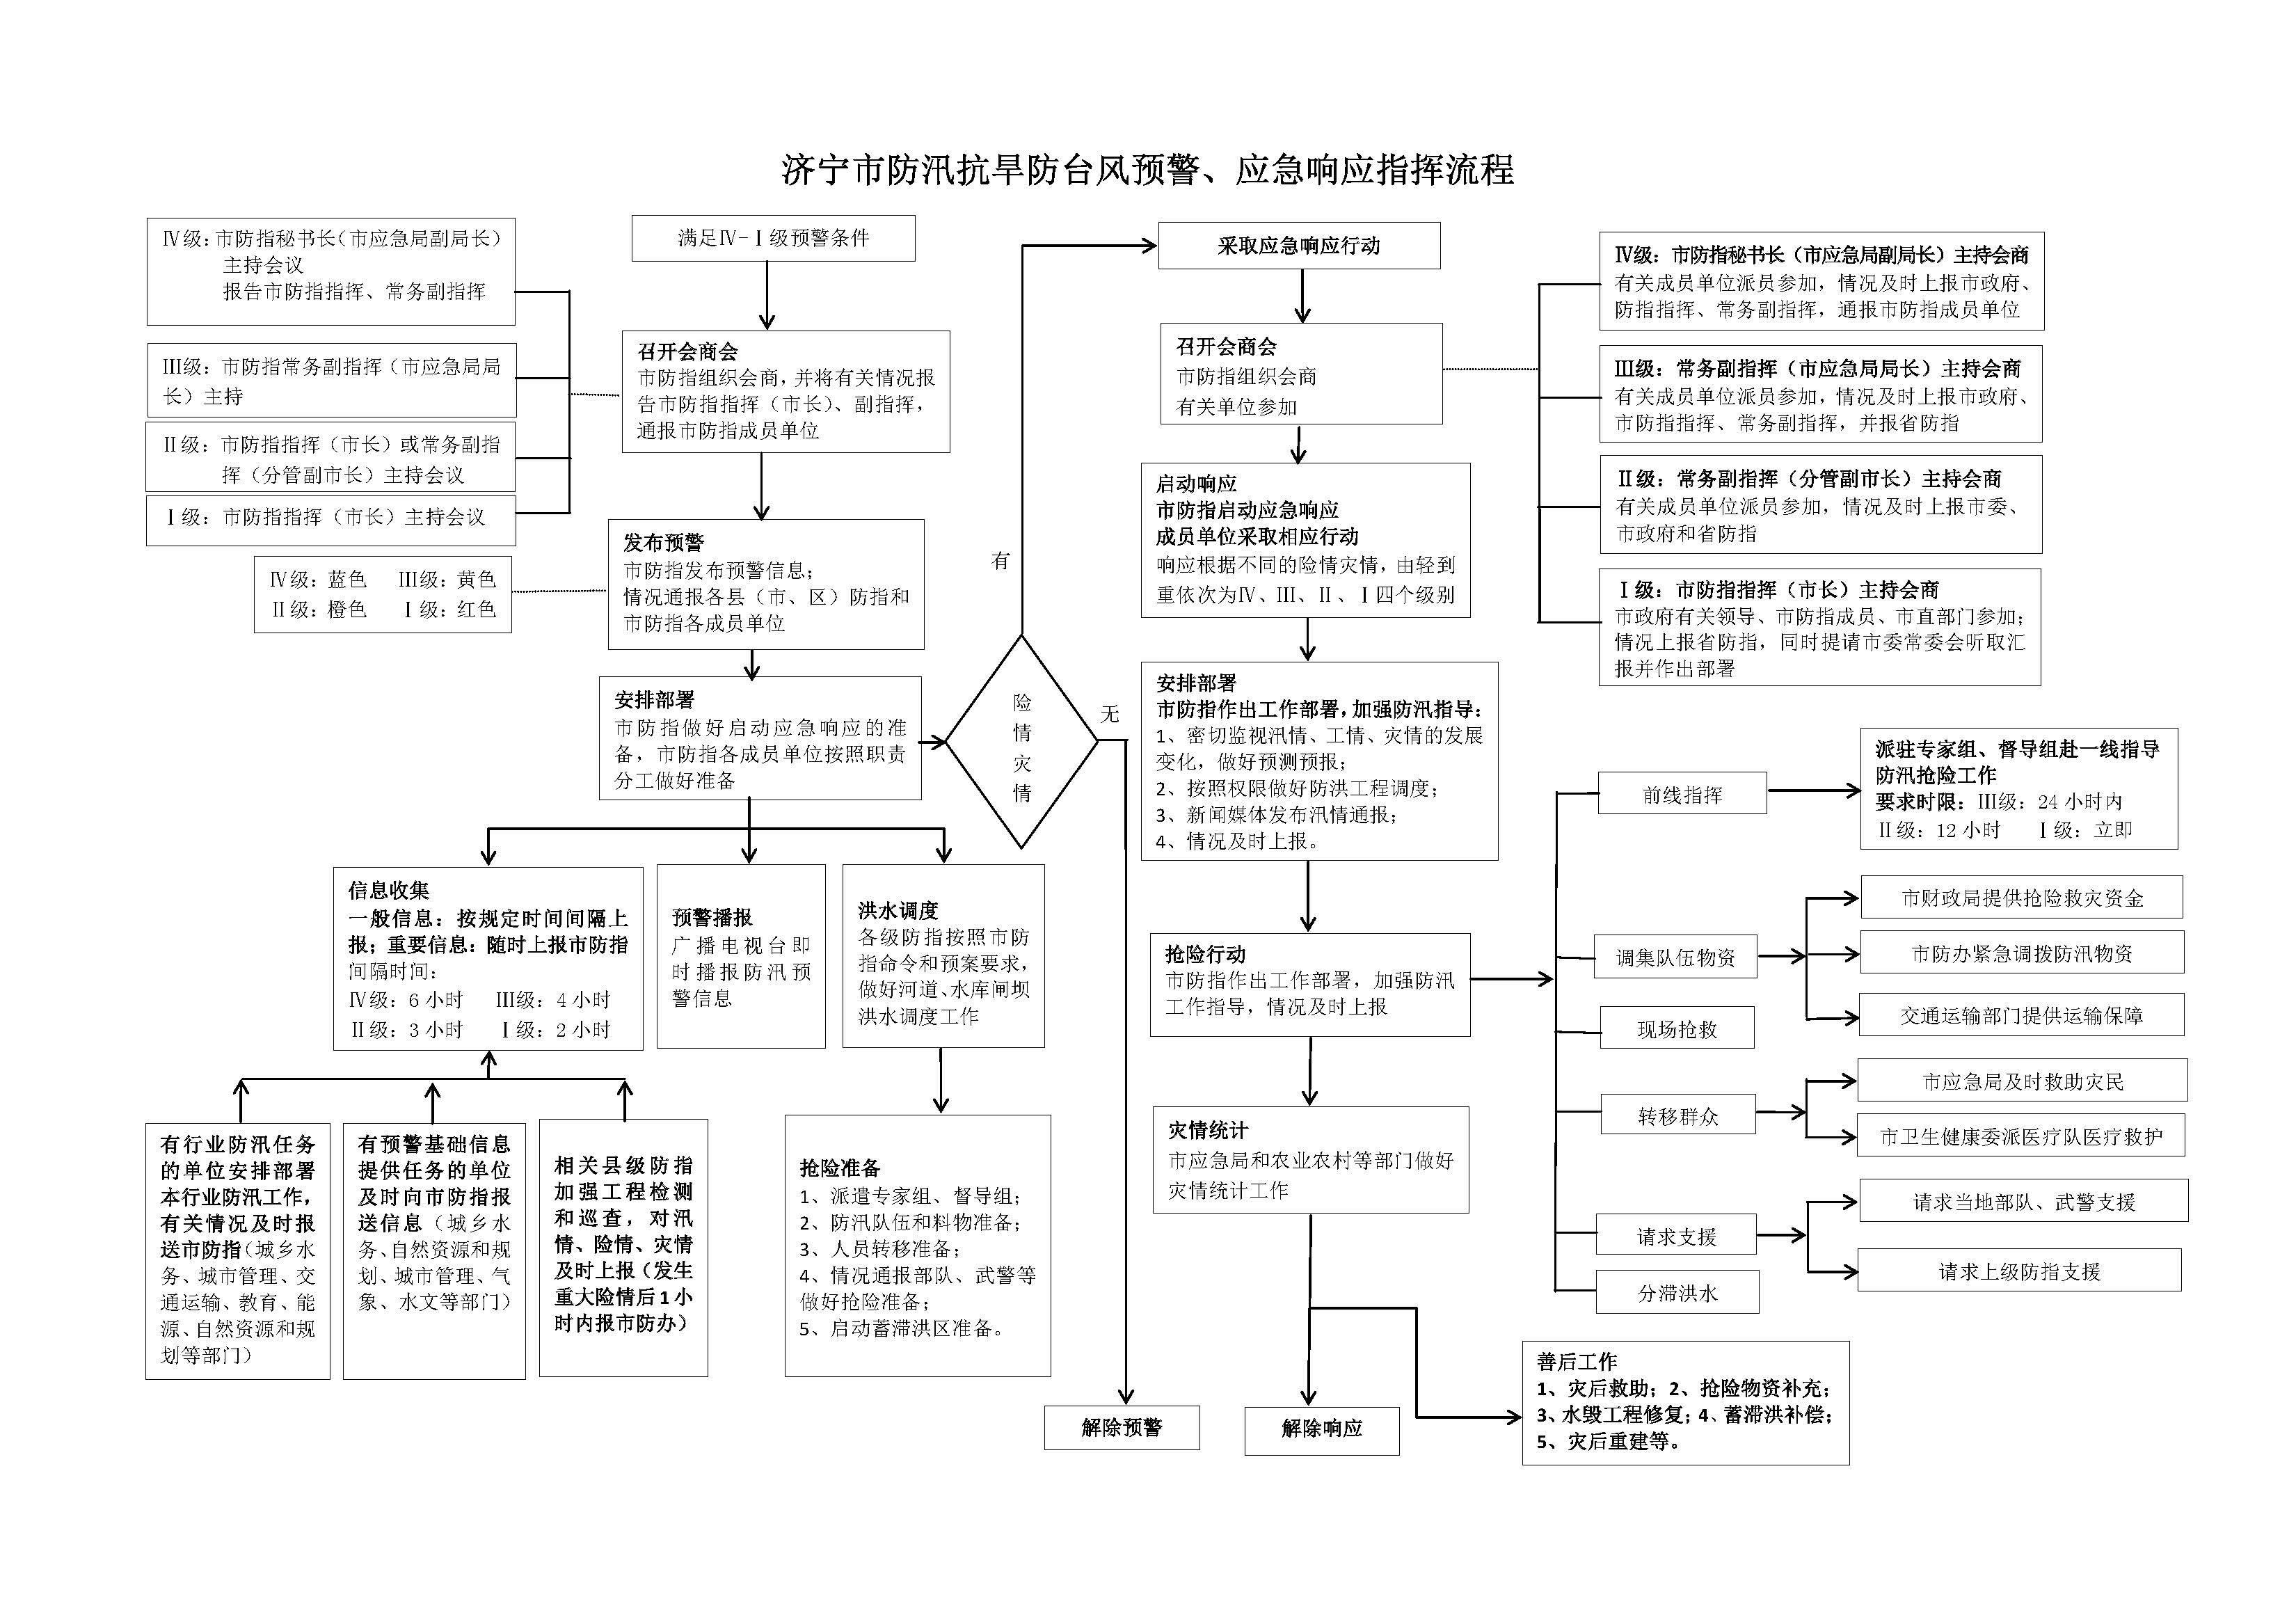 济宁市防汛抗旱防台风预警、应急响应指挥流程
Ⅳ级：市防指秘书长（市应急局副局长）
主持会议
报告市防指指挥、常务副指挥
Ⅲ级：市防指常务副指挥（市应急局局
长）主持
Ⅱ级：市防指指挥（市长）或常务副指
挥（分管副市长）主持会议
Ⅰ级：市防指指挥（市长）主持会议
Ⅳ级：蓝色 Ⅲ级：黄色
Ⅱ级：橙色 Ⅰ级：红色
满足Ⅳ-Ⅰ级预警条件
召开会商会
市防指组织会商，并将有关情况报
告市防指指挥（市长）、副指挥，
通报市防指成员单位
发布预警
市防指发布预警信息；
情况通报各县（市、区）防指和
市防指各成员单位
安排部署
市防指做好启动应急响应的准
备，市防指各成员单位按照职责
分工做好准备
险
情
灾
情
有
无
信息收集
一般信息：按规定时间间隔上
报；重要信息：随时上报市防指
间隔时间：
Ⅳ级：6 小时 Ⅲ级：4 小时
Ⅱ级：3 小时 Ⅰ级：2 小时
预警播报
广播电视台即
时播报防汛预
警信息
洪水调度
各级防指按照市防
指命令和预案要求，
做好河道、水库闸坝
洪水调度工作
有行业防汛任务
的单位安排部署
本行业防汛工作，
有关情况及时报
送市防指（城乡水
务、城市管理、交
通运输、教育、能
源、自然资源和规
划等部门）
有预警基础信息
提供任务的单位
及时向市防指报
送信息（城乡水
务、自然资源和规
划、城市管理、气
象、水文等部门）
相关县级防指
加强工程检测
和巡查，对汛
情、险情、灾情
及时上报（发生
重大险情后 1 小
时内报市防办）
抢险准备
1、派遣专家组、督导组；
2、防汛队伍和料物准备；
3、人员转移准备；
4、情况通报部队、武警等
做好抢险准备；
5、启动蓄滞洪区准备。
解除预警
采取应急响应行动
召开会商会
市防指组织会商
有关单位参加
启动响应
市防指启动应急响应
成员单位采取相应行动
响应根据不同的险情灾情，由轻到
重依次为Ⅳ、Ⅲ、Ⅱ、Ⅰ四个级别
安排部署
市防指作出工作部署，加强防汛指导：
1、密切监视汛情、工情、灾情的发展
变化，做好预测预报；
2、按照权限做好防洪工程调度；
3、新闻媒体发布汛情通报；
4、情况及时上报。
抢险行动
市防指作出工作部署，加强防汛
工作指导，情况及时上报
灾情统计
市应急局和农业农村等部门做好
灾情统计工作
解除响应
善后工作
1、灾后救助；2、抢险物资补充；
3、水毁工程修复；4、蓄滞洪补偿；
5、灾后重建等。
Ⅳ级：市防指秘书长（市应急局副局长）主持会商
有关成员单位派员参加，情况及时上报市政府、
防指指挥、常务副指挥，通报市防指成员单位
Ⅲ级：常务副指挥（市应急局局长）主持会商
有关成员单位派员参加，情况及时上报市政府、
市防指指挥、常务副指挥，并报省防指
Ⅱ级：常务副指挥（分管副市长）主持会商
有关成员单位派员参加，情况及时上报市委、
市政府和省防指
Ⅰ级：市防指指挥（市长）主持会商
市政府有关领导、市防指成员、市直部门参加；
情况上报省防指，同时提请市委常委会听取汇
报并作出部署
前线指挥
派驻专家组、督导组赴一线指导
防汛抢险工作
要求时限：Ⅲ级：24 小时内
Ⅱ级：12 小时 Ⅰ级：立即
调集队伍物资
市财政局提供抢险救灾资金
市防办紧急调拨防汛物资
交通运输部门提供运输保障
现场抢救
转移群众
市应急局及时救助灾民
市卫生健康委派医疗队医疗救护
请求支援
请求当地部队、武警支援
请求上级防指支援
分滞洪水